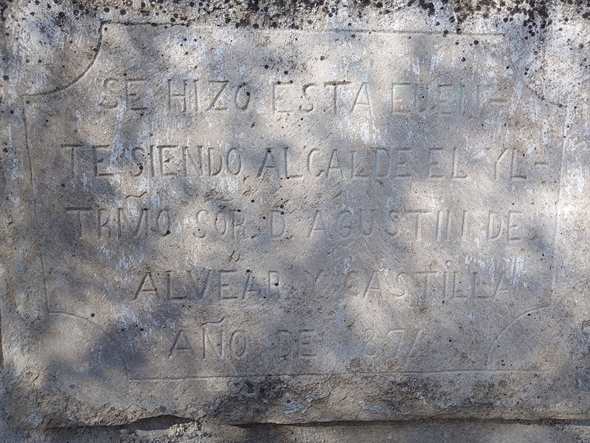 SE HIZO ESTA FUEN-
TE SIENDO ALCALDE EL YL-
TRMO SOR. D. AGUSTIN DE
ALVEAR Y CASTILLA
AÑO DE